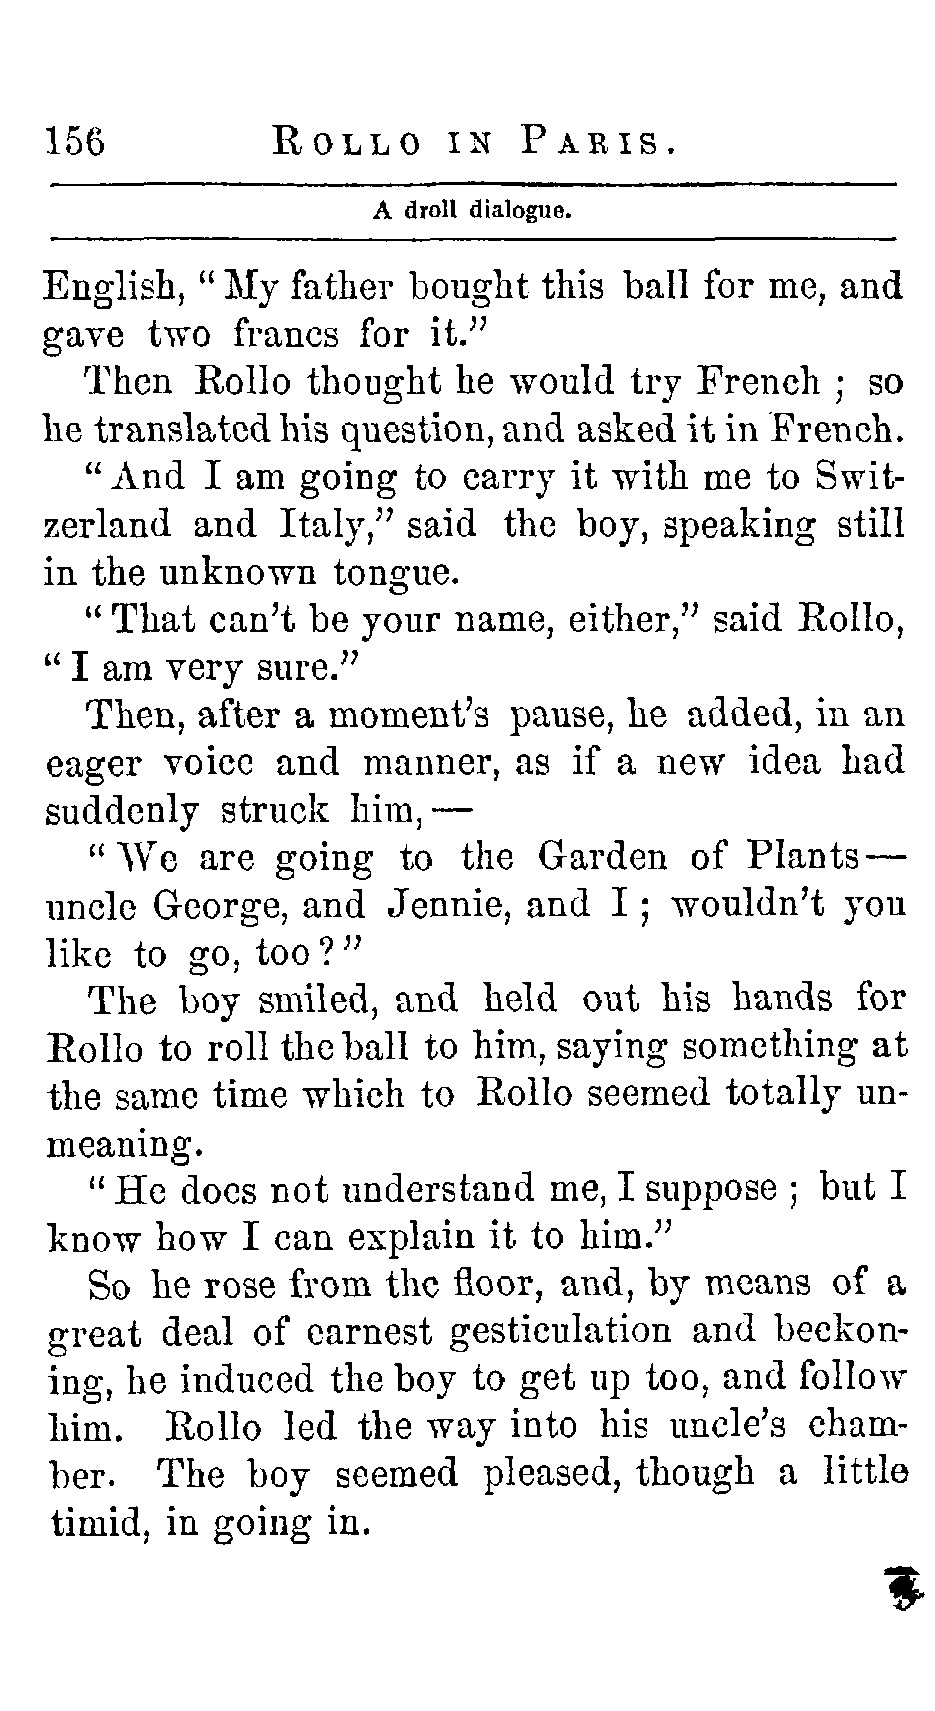 156 ROLLO IN PARIS.
A droll dialogue.
English, “My father bought this ball for me, and
gave two francs for it.”
Then Rollo thought he would try French; so
he translated his question, and asked it in French.
“And I am going to carry it with me to Swit-
zerland and Italy,” said the boy, speaking still
in the unknown tongue.
“That can’t be your name, either,” said Rollo,
“I am very sure.”
Then, after a moment’s pause, he added, in an
eager voice and manner, as if a new idea had
suddenly struck him,—
“We are going to the Garden of Plants—
uncle George, and Jennie, and I; wouldn’t you
like to go, too?”
The boy smiled, and held out his hands for
Rollo to roll the ball to him, saying something at
the same time which to Rollo seemed totally un-
meaning.
“He does not understand me, I suppose; but I
know how I can explain it to him.”
So he rose from the floor, and, by means of a
great deal of earnest gesticulation and beckon-
ing, he induced the boy to get up too, and follow
him. Rollo led the way into his uncle’s cham-
ber. The boy seemed pleased, though a little
timid, in going in.